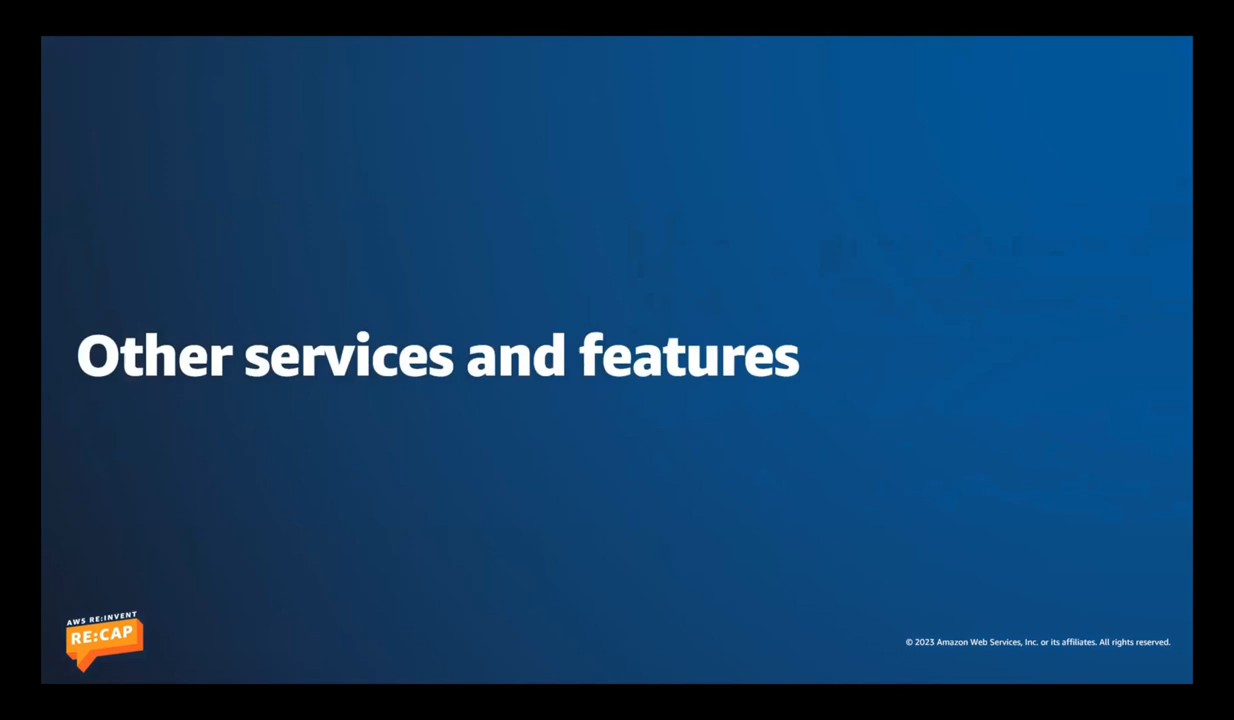 Other services and features
AWS RE:INVENT
RE:CAP
© 2023 Amazon Web Services, Inc. or its affiliates. All rights reserved.